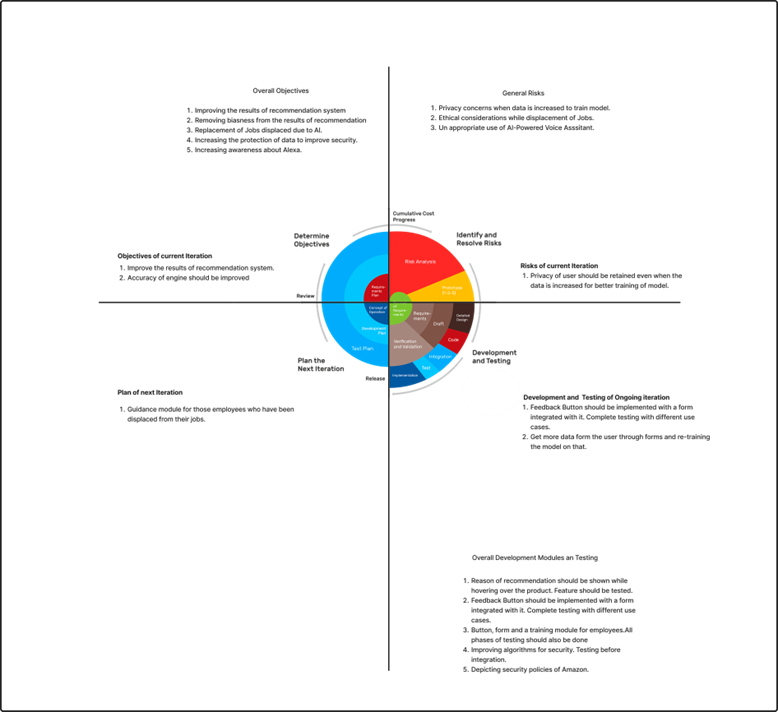 Overall Objectives
1. Improving the results of recommendation system
2. Removing biasness from the results of recommendation
3. Replacement of Jobs displaced due to AI.
4. Increasing the protection of data to improve security.
5. Increasing awareness about Alexa.
General Risks
1. Privacy concerns when data is increased to train model.
2. Ethical considerations while displacement of Jobs.
3. Un appropriate use of AI-Powered Voice Asssitant.
Cumulative Cost
Progress
Determine
Objectives
Identify and
Resolve Risks
Objectives of current Iteration
1. Improve the results of recommendation system.
2. Accuracy of engine should be improved
Risks of current Iteration
1. Privacy of user should be retained even when the
data is increased for better training of model.
Risk Analysis
Require-
ments
Plan
Review
Concept of
Operation
Require-
ments
Draft
Detailed
Design
Development
Plan
Test Plan
Verification
and Validation
Code
Integration
Test
Implementation
Release
Plan the
Next Iteration
Development
and Testing
Plan of next Iteration
1. Guidance module for those employees who have been
displaced from their jobs.
Development and Testing of Ongoing iteration
1. Feedback Button should be implemented with a form
integrated with it. Complete testing with different use
cases.
2. Get more data form the user through forms and re-training
the model on that.
Overall Development Modules an Testing
1. Reason of recommendation should be shown while
hovering over the product. Feature should be tested.
2. Feedback Button should be implemented with a form
integrated with it. Complete testing with different use
cases.
3. Button, form and a training module for employees.All
phases of testing should also be done
4. Improving algorithms for security. Testing before
integration.
5. Depicting security policies of Amazon.